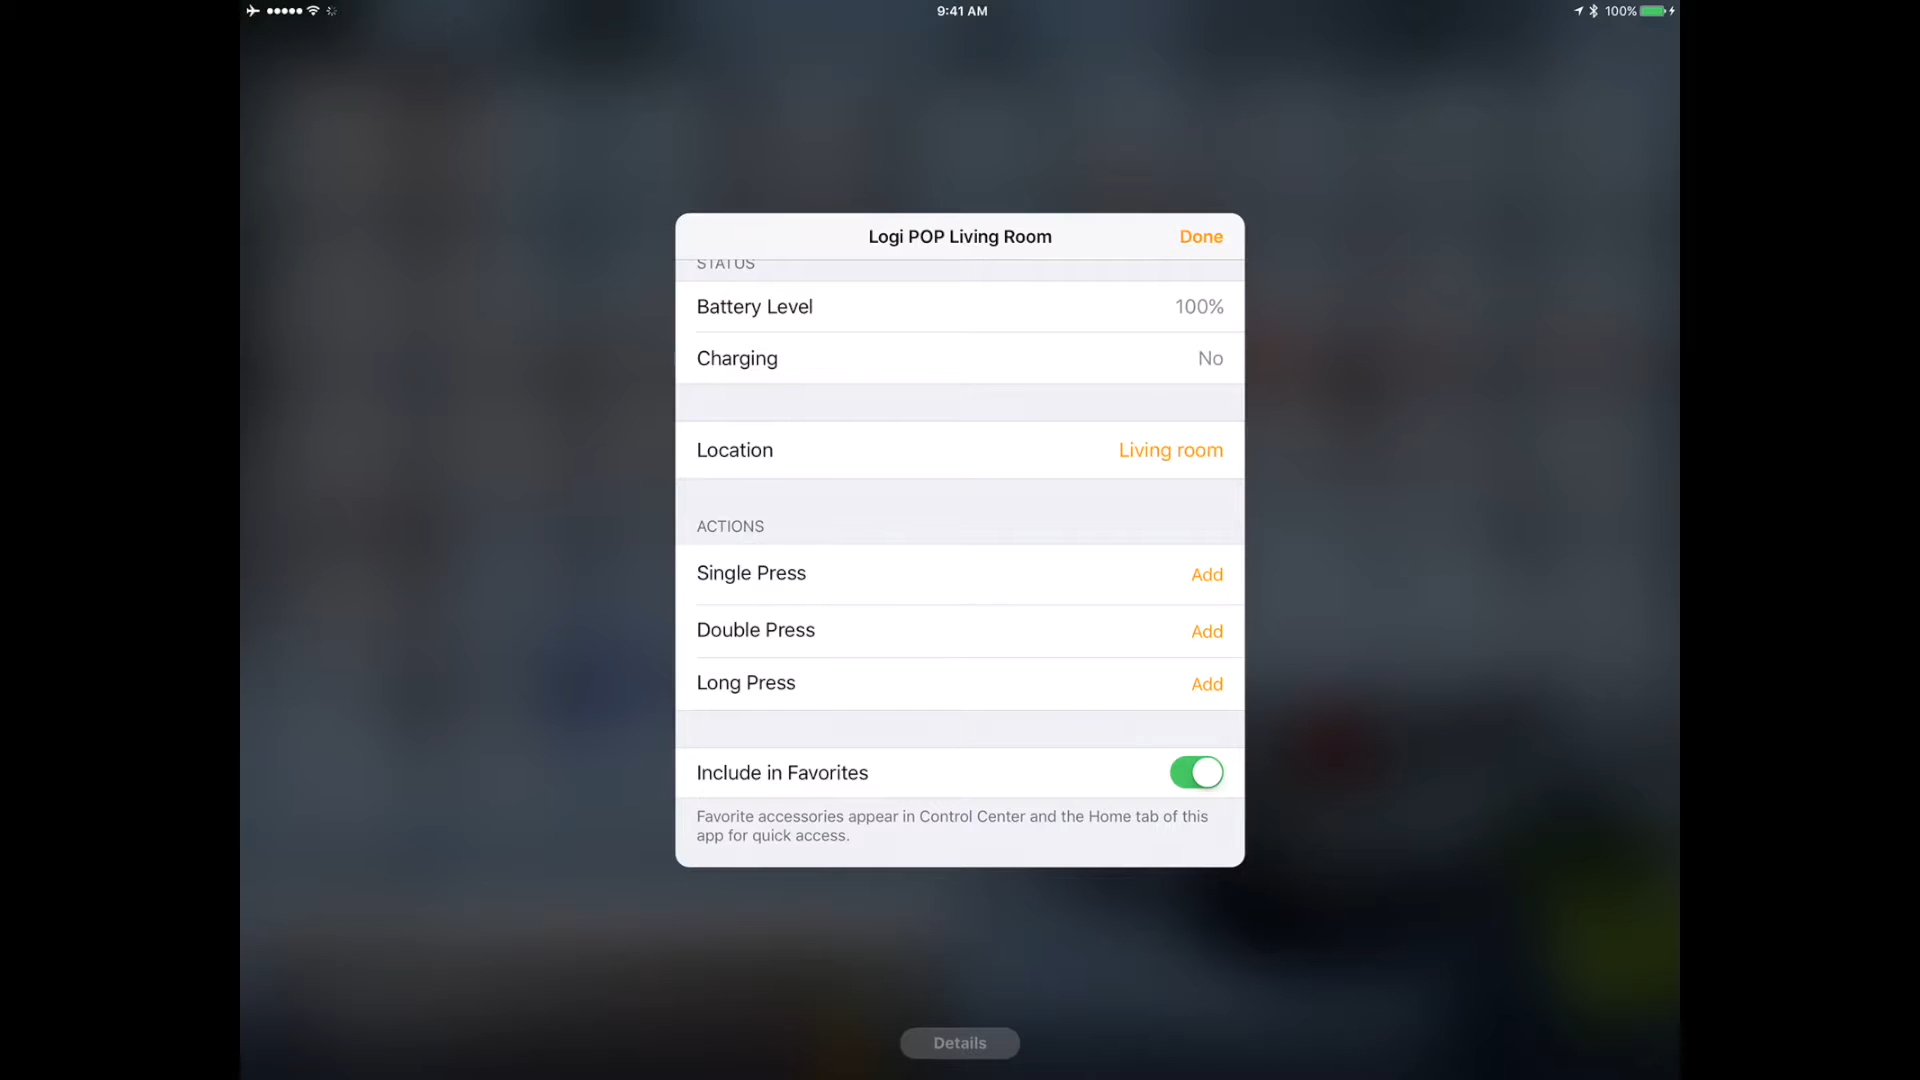 9:41 AM
100%
Logi POP Living Room
Done
STATUS
Battery Level
100%
Charging
No
Location
Living room
ACTIONS
Single Press
Add
Double Press
Add
Long Press
Add
Include in Favorites
Favorite accessories appear in Control Center and the Home tab of this
app for quick access.
Details